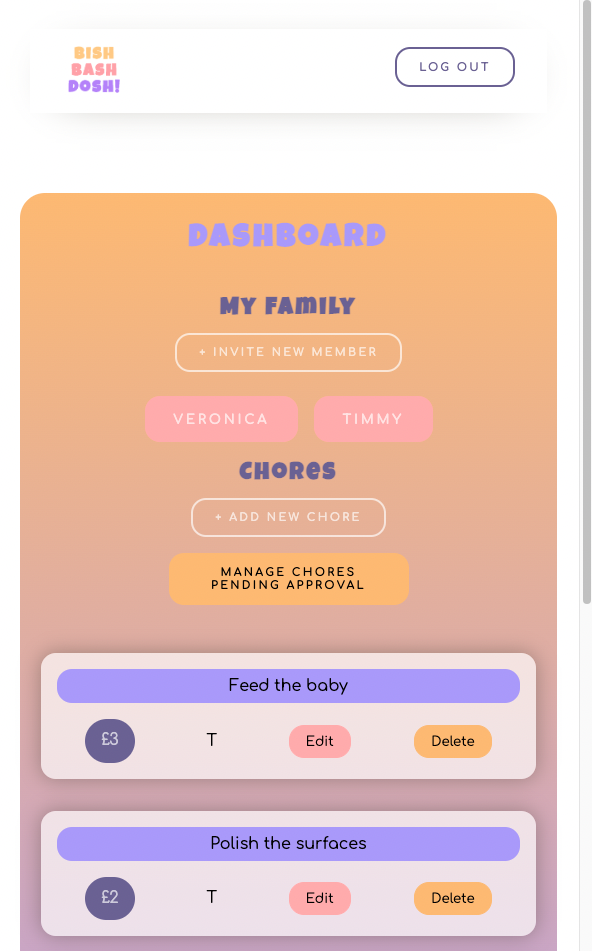 BISH
BASH
DOSH!
LOG OUT
DASHBOARD
My Family
+ INVITE NEW MEMBER
VERONICA TIMMY
Chores
+ ADD NEW CHORE
MANAGE CHORES
PENDING APPROVAL
Feed the baby
£3 T Edit Delete
Polish the surfaces
£2 T Edit Delete